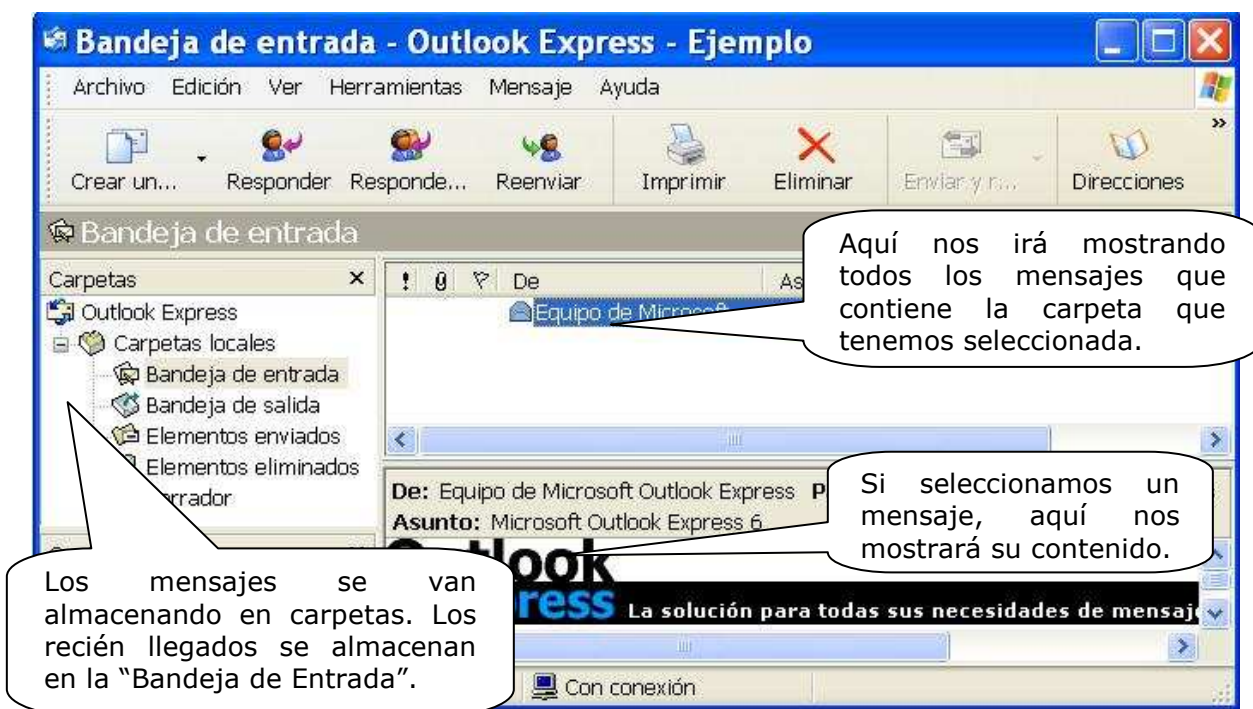 Bandeja de entrada - Outlook Express - Ejemplo
Archivo Edición Ver Herramientas Mensaje Ayuda
Crear un... Responder Responde... Reenviar Imprimir Eliminar Enviar y r... Direcciones
Bandeja de entrada
Aquí nos irá mostrando
todos los mensajes que
contiene la carpeta que
tenemos seleccionada.
Carpetas
! De As
Outlook Express
Equipo de Microsoft
Carpetas locales
Bandeja de entrada
Bandeja de salida
Elementos enviados
Elementos eliminados
De: Equipo de Microsoft Outlook Express
Asunto: Microsoft Outlook Express 6
Si seleccionamos un
mensaje, aquí nos
mostrará su contenido.
Los mensajes se van
almacenando en carpetas. Los
recién llegados se almacenan
en la “Bandeja de Entrada”.
La solución para todas sus necesidades de mensaj
Con conexión